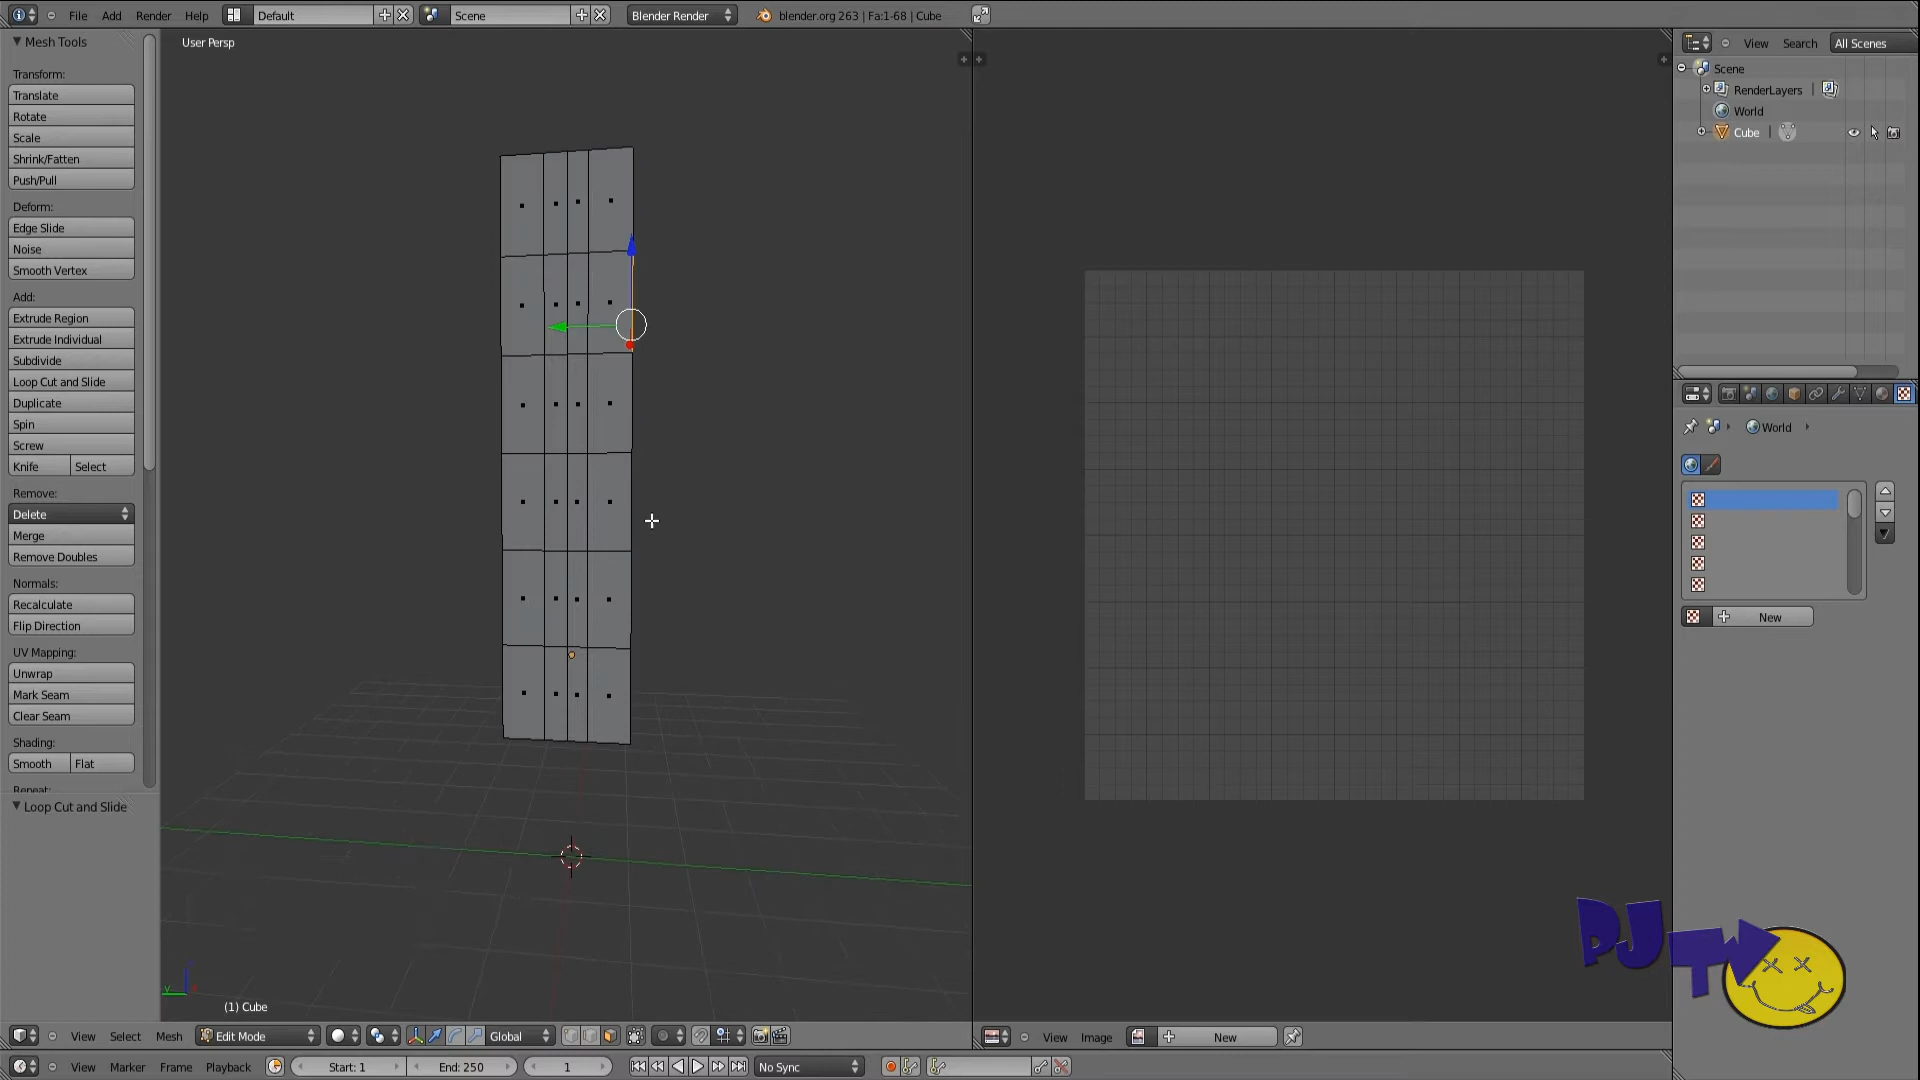 File Add Render Help Default Scene Blender Render blender.org 263 | Fa:1-68 | Cube
Mesh Tools
Transform:
Translate
Rotate
Scale
Shrink/Fatten
Push/Pull
Deform:
Edge Slide
Noise
Smooth Vertex
Add:
Extrude Region
Extrude Individual
Subdivide
Loop Cut and Slide
Duplicate
Spin
Screw
Knife Select
Remove:
Delete
Merge
Remove Doubles
Normals:
Recalculate
Flip Direction
UV Mapping:
Unwrap
Mark Seam
Clear Seam
Shading:
Smooth Flat
Loop Cut and Slide
User Persp
(1) Cube
View Select Mesh Edit Mode Global
View Image New
View Marker Frame Playback Start: 1 End: 250 1 No Sync
View Search All Scenes
Scene
RenderLayers
World
Cube
World
New
PJTV